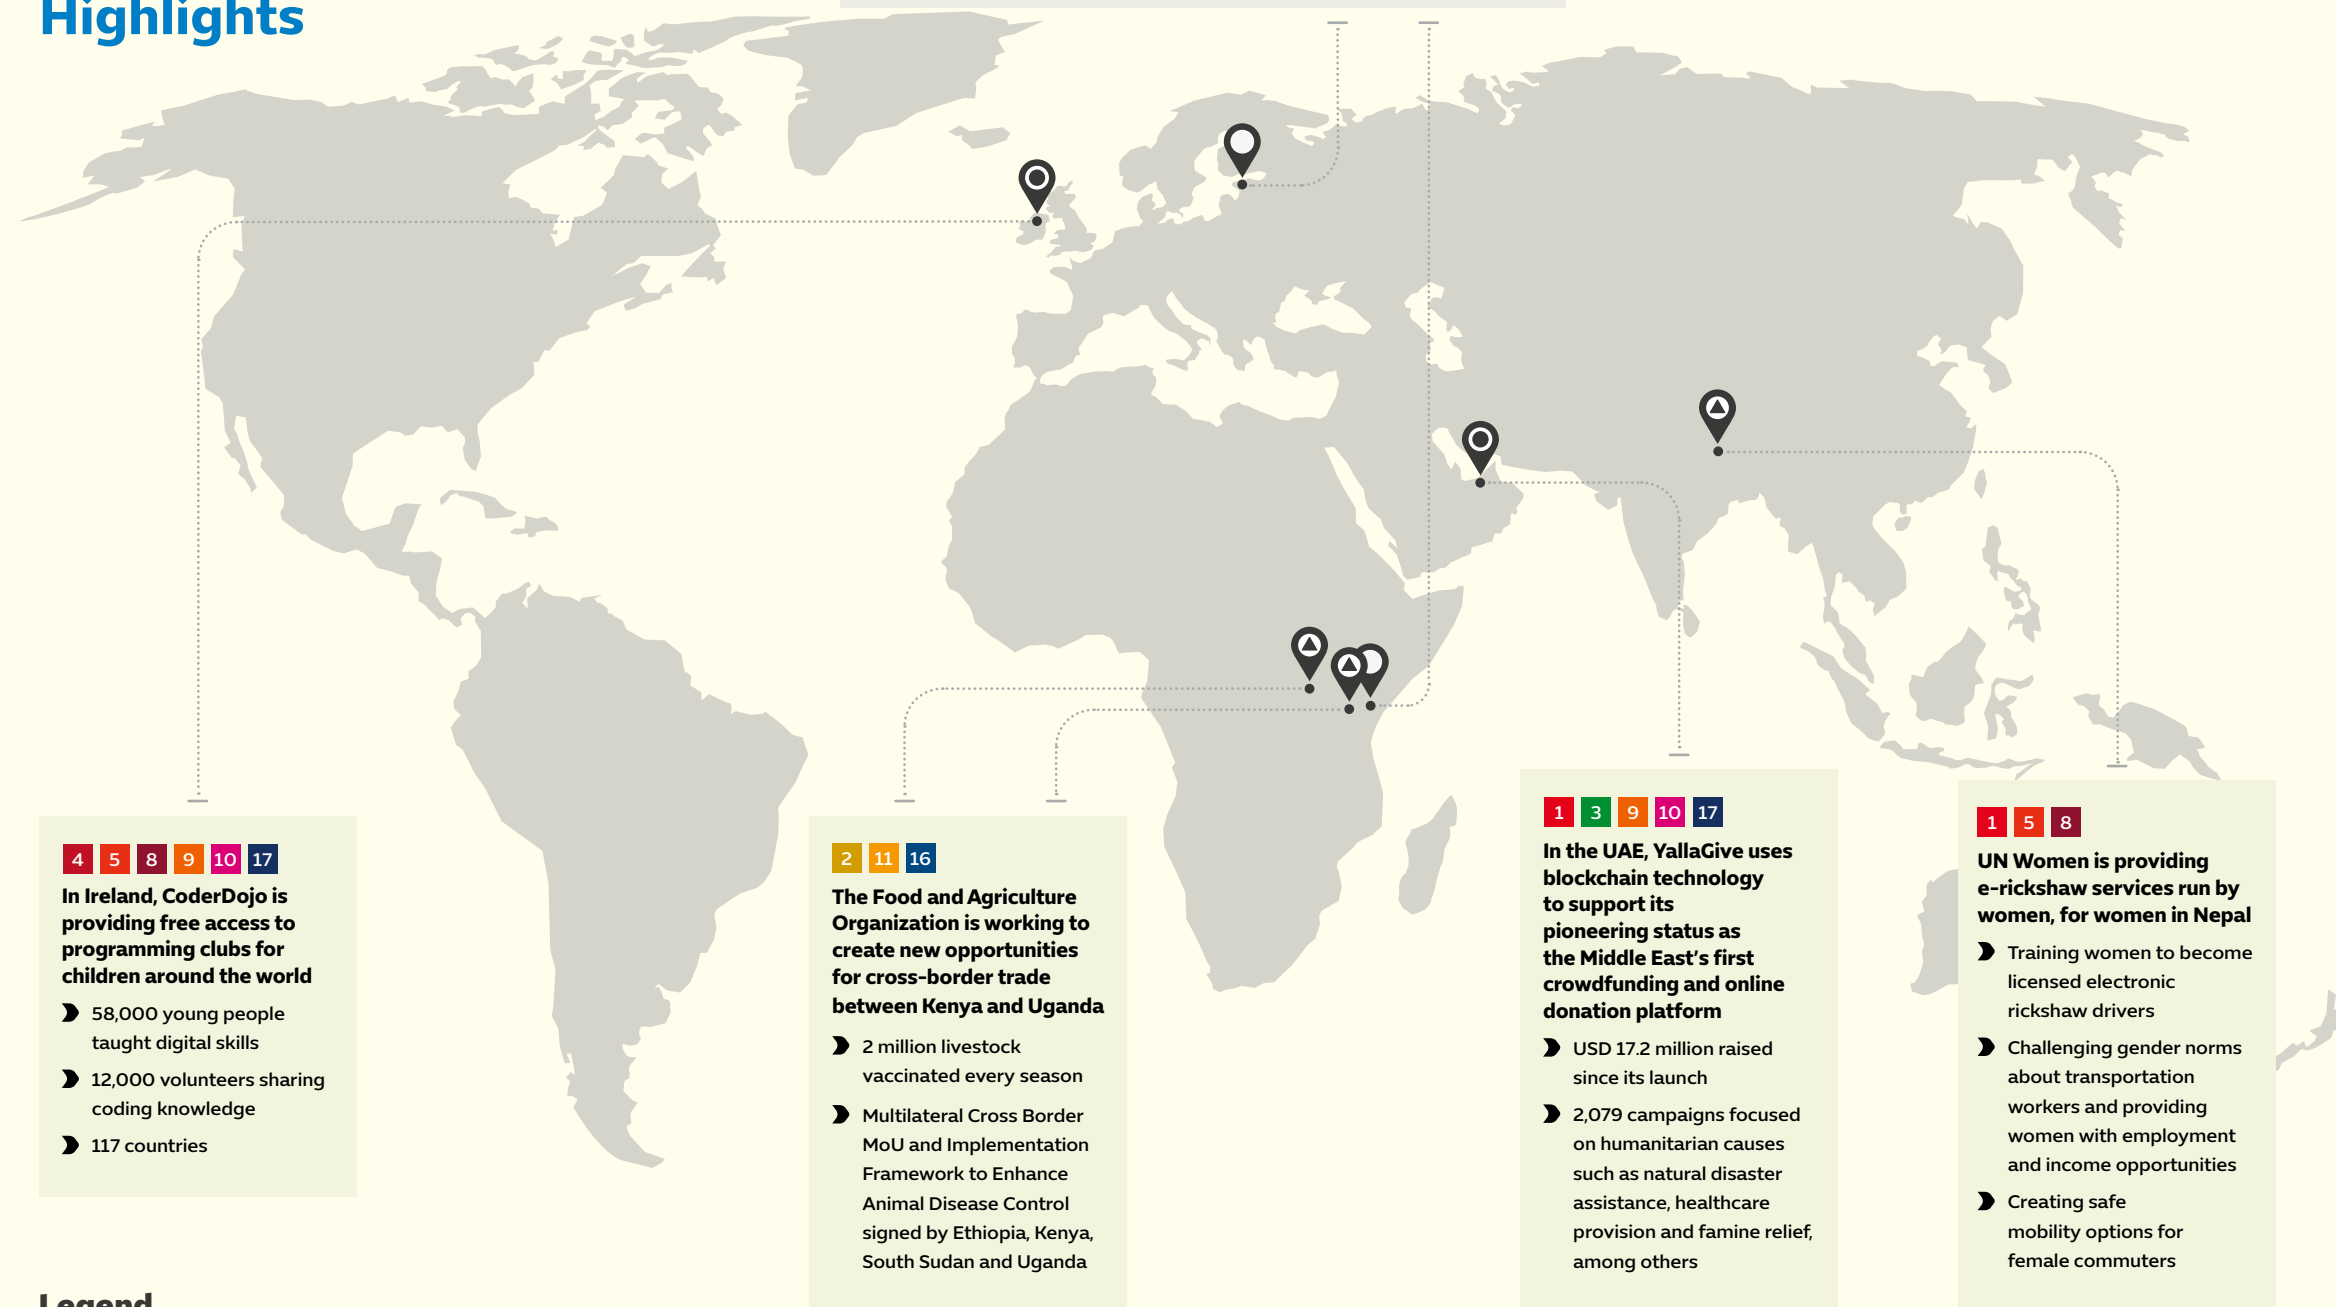 Highlights
4 5 8 9 10 17
In Ireland, CoderDojo is
providing free access to
programming clubs for
children around the world
58,000 young people
taught digital skills
12,000 volunteers sharing
coding knowledge
117 countries
2 11 16
The Food and Agriculture
Organization is working to
create new opportunities
for cross-border trade
between Kenya and Uganda
2 million livestock
vaccinated every season
Multilateral Cross Border
MoU and Implementation
Framework to Enhance
Animal Disease Control
signed by Ethiopia, Kenya,
South Sudan and Uganda
1 3 9 10 17
In the UAE, YallaGive uses
blockchain technology
to support its
pioneering status as
the Middle East's first
crowdfunding and online
donation platform
USD 17.2 million raised
since its launch
2,079 campaigns focused
on humanitarian causes
such as natural disaster
assistance, healthcare
provision and famine relief,
among others
1 5 8
UN Women is providing
e-rickshaw services run by
women, for women in Nepal
Training women to become
licensed electronic
rickshaw drivers
Challenging gender norms
about transportation
workers and providing
women with employment
and income opportunities
Creating safe
mobility options for
female commuters
Legend